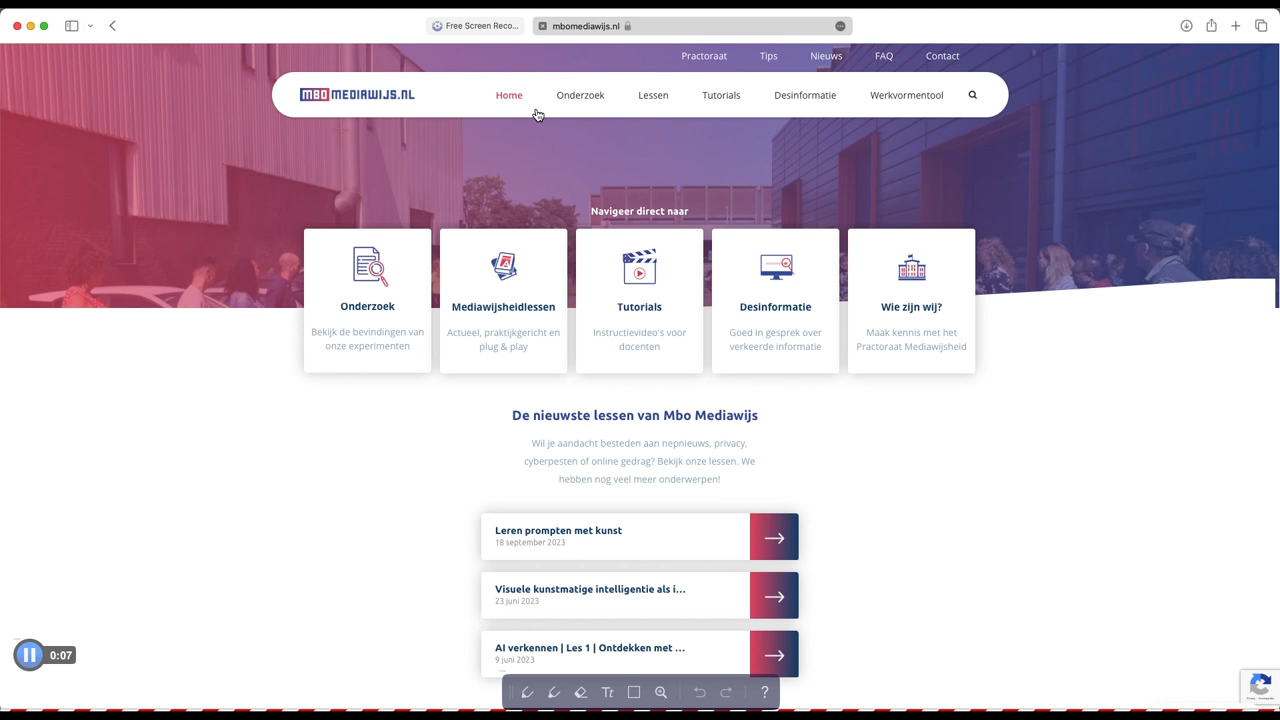 Free Screen Reco...
mbomediawijs.nl
Practoraat Tips Nieuws FAQ Contact
MBO MEDIAWIJS.NL
Home Onderzoek Lessen Tutorials Desinformatie Werkvormentool
Navigeer direct naar
Onderzoek
Bekijk de bevindingen van
onze experimenten
Mediawijsheidlessen
Actueel, praktijkgericht en
plug & play
Tutorials
Instructievideo's voor
docenten
Desinformatie
Goed in gesprek over
verkeerde informatie
Wie zijn wij?
Maak kennis met het
Practoraat Mediawijsheid
De nieuwste lessen van Mbo Mediawijs
Wil je aandacht besteden aan nepnieuws, privacy,
cyberpesten of online gedrag? Bekijk onze lessen. We
hebben nog veel meer onderwerpen!
Leren prompten met kunst
18 september 2023
Visuele kunstmatige intelligentie als i...
23 juni 2023
AI verkennen | Les 1 | Ontdekken met ...
9 juni 2023
0:07
Tt
?